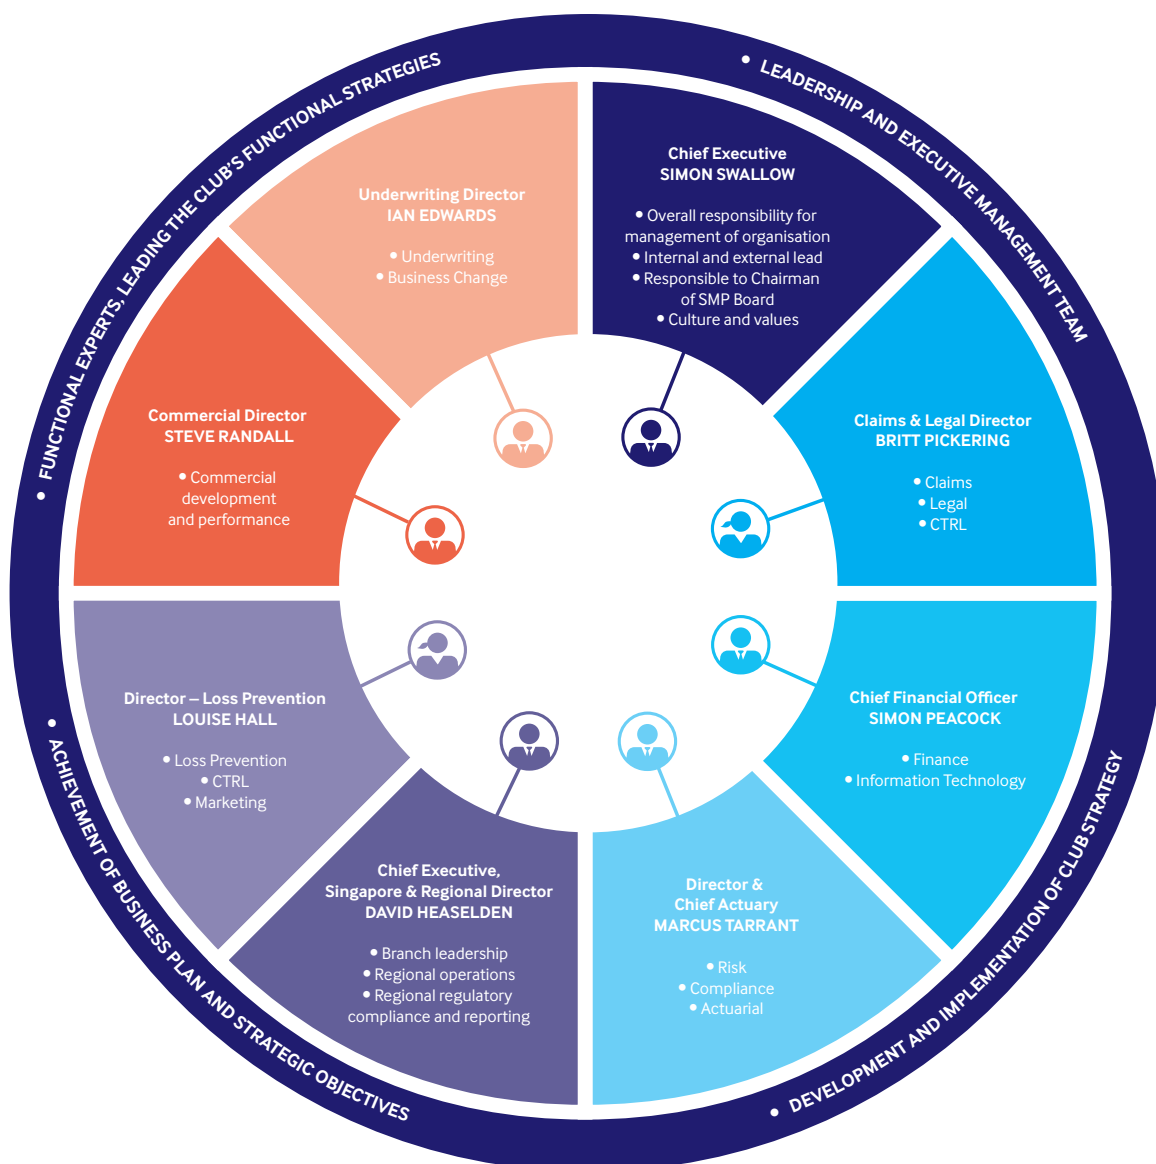 • LEADERSHIP AND EXECUTIVE MANAGEMENT TEAM
• DEVELOPMENT AND IMPLEMENTATION OF CLUB STRATEGY
• ACHIEVEMENT OF BUSINESS PLAN AND STRATEGIC OBJECTIVES
• FUNCTIONAL EXPERTS, LEADING THE CLUB'S FUNCTIONAL STRATEGIES
Chief Executive
SIMON SWALLOW
• Overall responsibility for
management of organisation
• Internal and external lead
• Responsible to Chairman
of SMP Board
• Culture and values
Claims & Legal Director
BRITT PICKERING
• Claims
• Legal
• CTRL
Chief Financial Officer
SIMON PEACOCK
• Finance
• Information Technology
Director &
Chief Actuary
MARCUS TARRANT
• Risk
• Compliance
• Actuarial
Chief Executive,
Singapore & Regional Director
DAVID HEASELDEN
• Branch leadership
• Regional operations
• Regional regulatory
compliance and reporting
Director – Loss Prevention
LOUISE HALL
• Loss Prevention
• CTRL
• Marketing
Commercial Director
STEVE RANDALL
• Commercial
development
and performance
Underwriting Director
IAN EDWARDS
• Underwriting
• Business Change